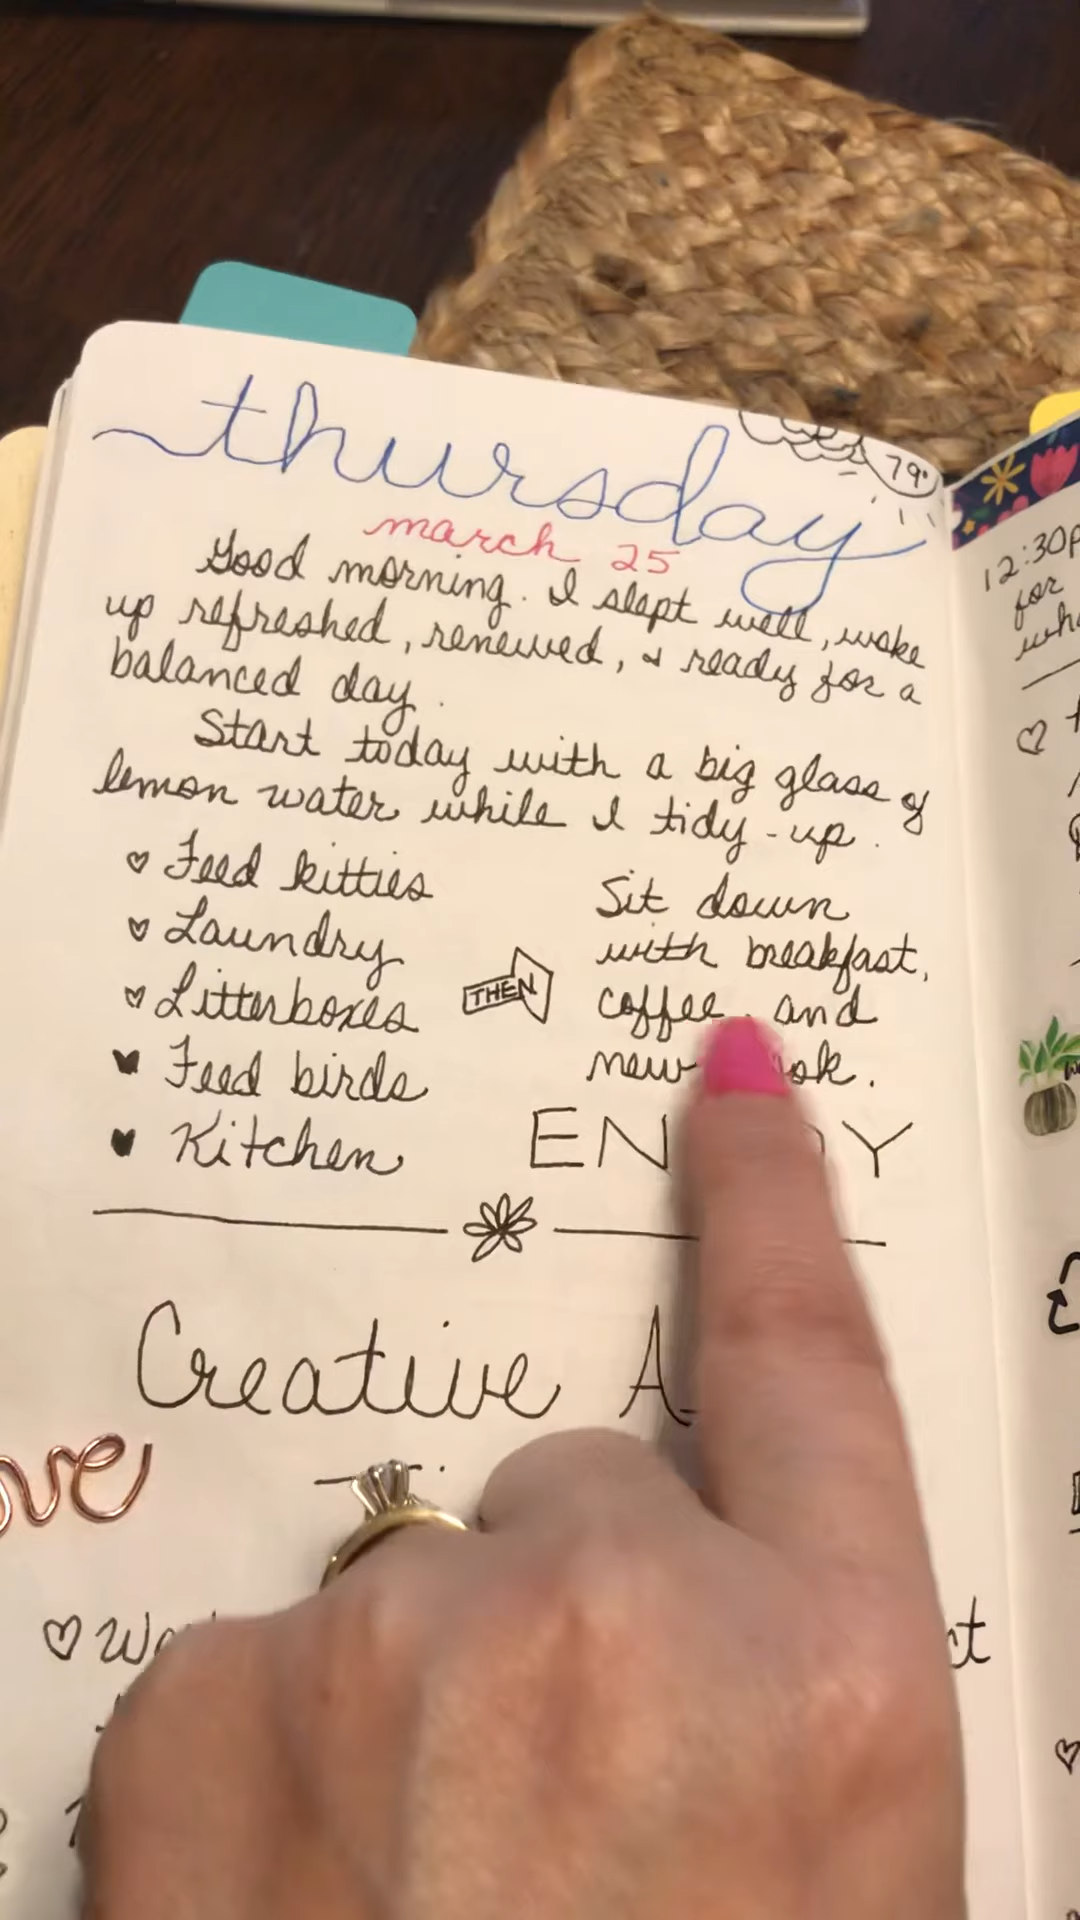 thursday
79°
march 25
Good morning. I slept well, woke
up refreshed, renewed, & ready for a
balanced day.
Start today with a big glass of
lemon water while I tidy-up.
Feed kitties
Laundry
Litterboxes
Feed birds
Kitchen
THEN
Sit down
with breakfast,
coffee, and
new
Creative
12:30
for